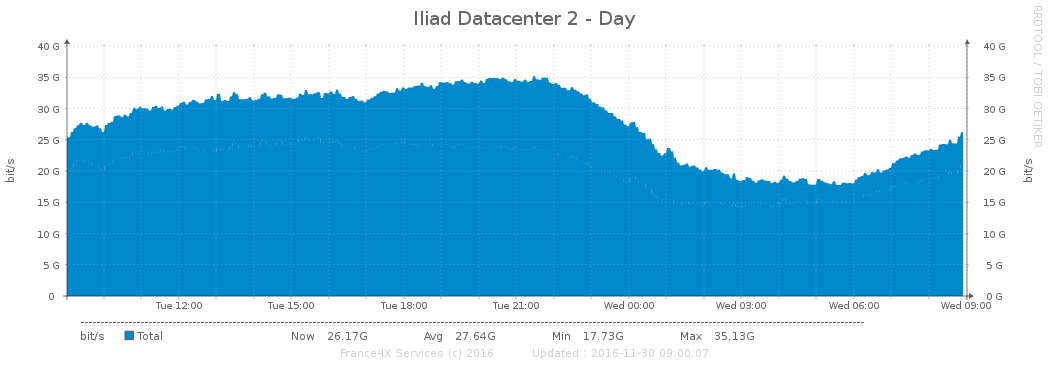 Iliad Datacenter 2 - Day
RRDTOOL / TOBI OETIKER
bit/s
40 G
35 G
30 G
25 G
20 G
15 G
10 G
5 G
0
40 G
35 G
30 G
25 G
20 G
15 G
10 G
5 G
0 G
bit/s
Tue 12:00 Tue 15:00 Tue 18:00 Tue 21:00 Wed 00:00 Wed 03:00 Wed 06:00 Wed 09:00
bit/s Total Now 26.17G Avg 27.64G Min 17.73G Max 35.13G
France-IX Services (c) 2016 Updated : 2016-11-30 09:00:07